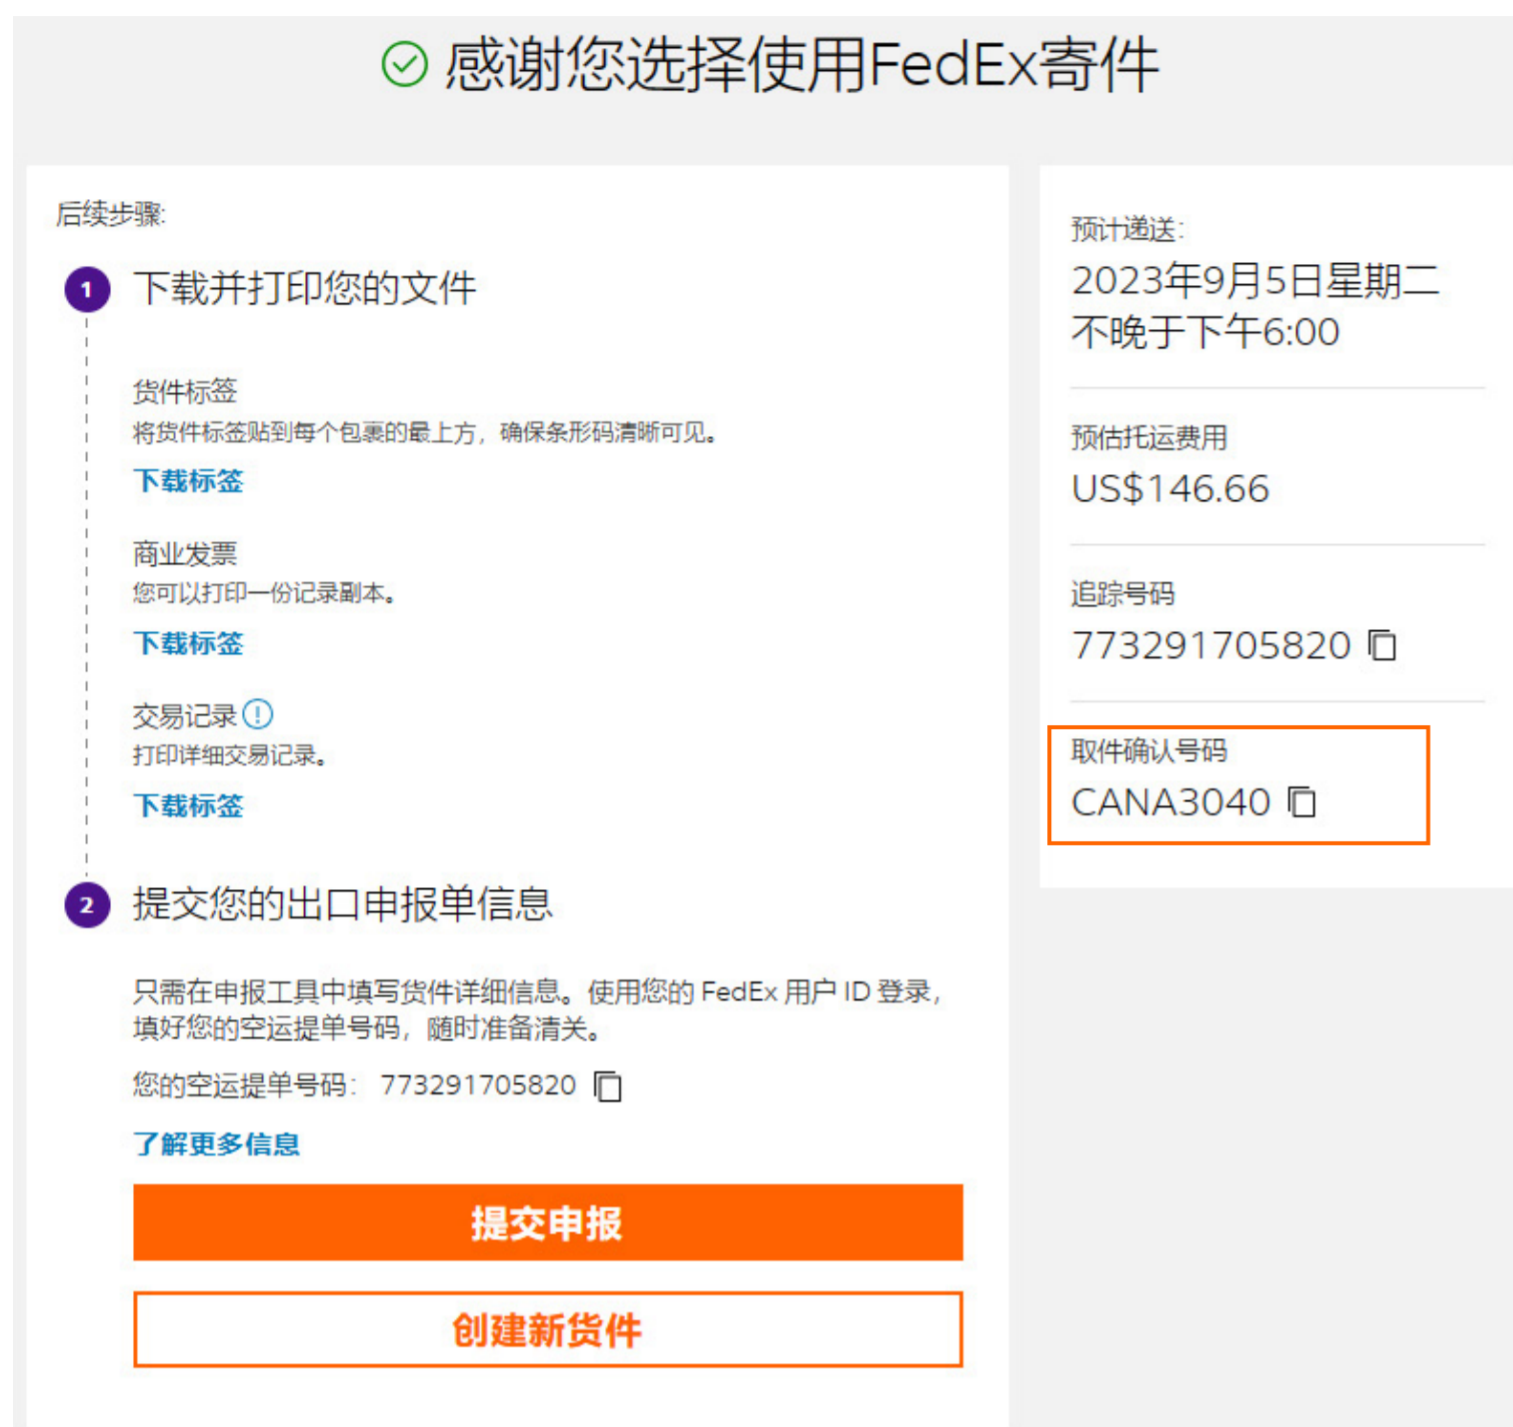 感谢您选择使用FedEx寄件
后续步骤:
1 下载并打印您的文件
货件标签
将货件标签贴到每个包裹的最上方，确保条形码清晰可见。
下载标签
商业发票
您可以打印一份记录副本。
下载标签
交易记录
打印详细交易记录。
下载标签
2 提交您的出口申报单信息
只需在申报工具中填写货件详细信息。使用您的 FedEx 用户 ID 登录，
填好您的空运提单号码，随时准备清关。
您的空运提单号码： 773291705820
了解更多信息
提交申报
创建新货件
预计递送：
2023年9月5日星期二
不晚于下午6:00
预估托运费用
US$146.66
追踪号码
773291705820
取件确认号码
CANA3040